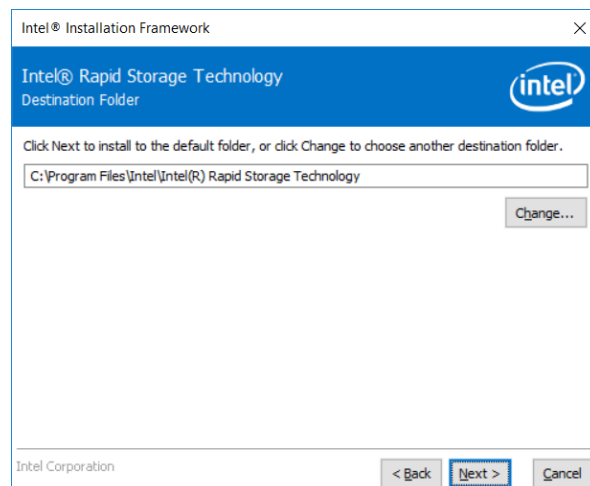 Intel® Installation Framework
Intel® Rapid Storage Technology
Destination Folder
intel
Click Next to install to the default folder, or click Change to choose another destination folder.
C:\Program Files\Intel\Intel(R) Rapid Storage Technology
Change...
Intel Corporation
< Back
Next >
Cancel